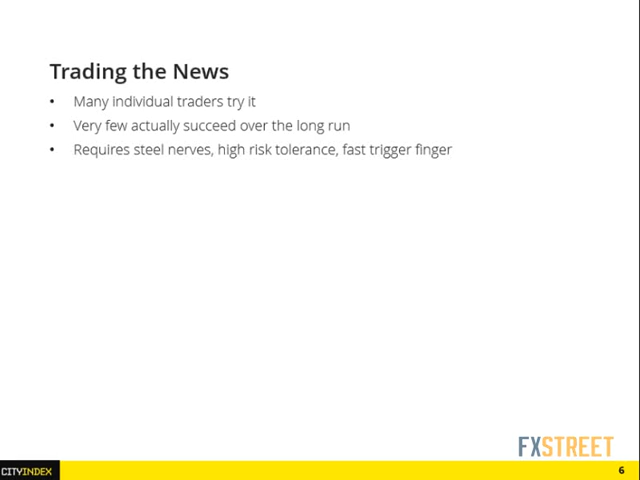 Trading the News
• Many individual traders try it
• Very few actually succeed over the long run
• Requires steel nerves, high risk tolerance, fast trigger finger
FXSTREET
CITYINDEX 6